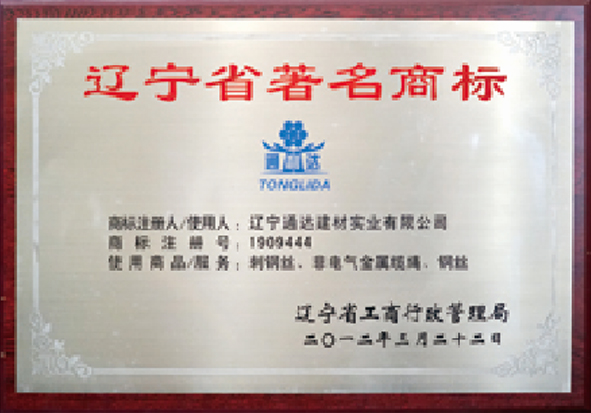 辽宁省著名商标
通达
TONGLIDA
商标注册人/使用人：辽宁通达建材实业有限公司
商标注册号：1909444
使用商品/服务：刺钢丝、非电气金属缆绳、钢丝
辽宁省工商行政管理局
二〇一二年三月二十二日